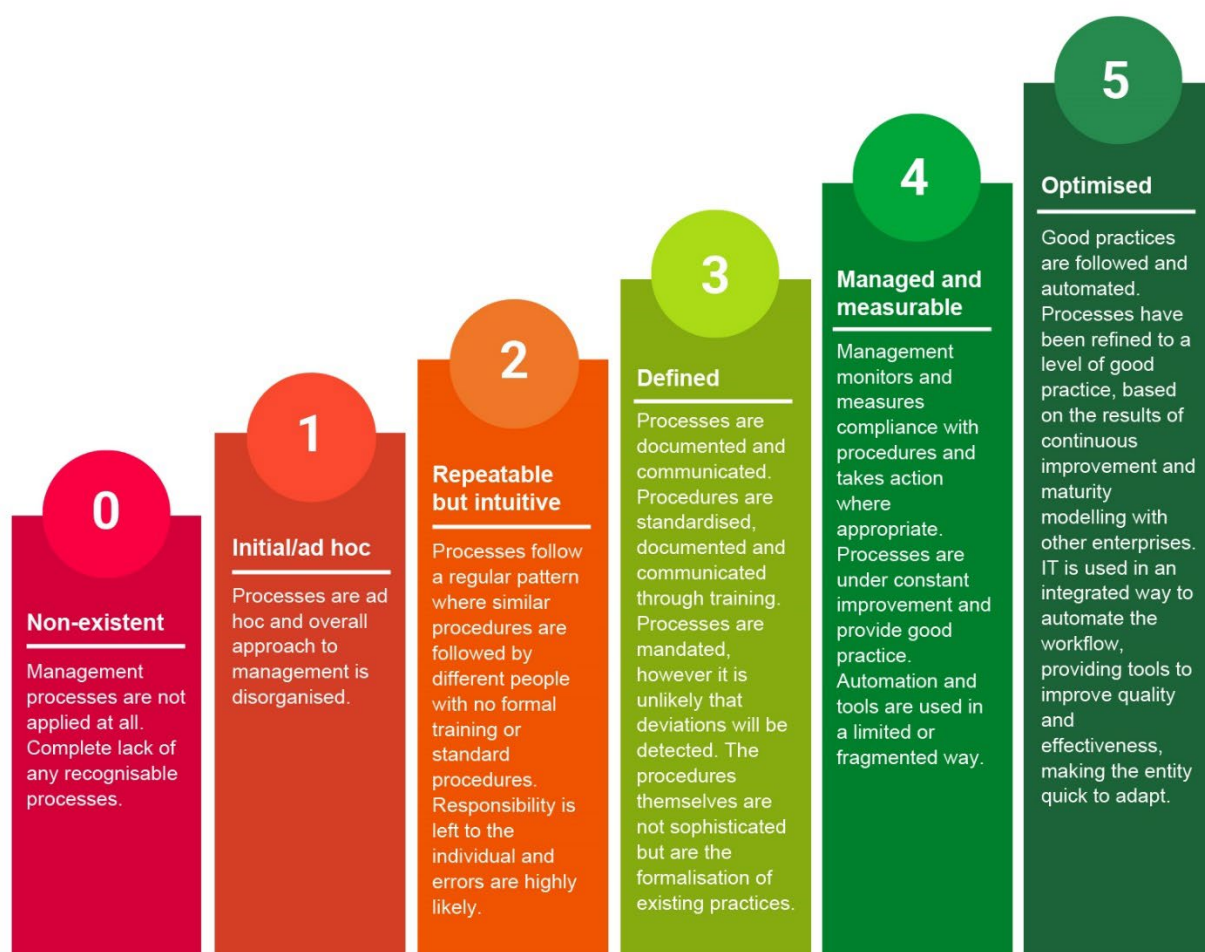 0
Non-existent
Management
processes are not
applied at all.
Complete lack of
any recognisable
processes.
1
Initial/ad hoc
Processes are ad
hoc and overall
approach to
management is
disorganised.
2
Repeatable
but intuitive
Processes follow
a regular pattern
where similar
procedures are
followed by
different people
with no formal
training or
standard
procedures.
Responsibility is
left to the
individual and
errors are highly
likely.
3
Defined
Processes are
documented and
communicated.
Procedures are
standardised,
documented and
communicated
through training.
Processes are
mandated,
however it is
unlikely that
deviations will be
detected. The
procedures
themselves are
not sophisticated
but are the
formalisation of
existing practices.
4
Managed and
measurable
Management
monitors and
measures
compliance with
procedures and
takes action
where
appropriate.
Processes are
under constant
improvement and
provide good
practice.
Automation and
tools are used in
a limited or
fragmented way.
5
Optimised
Good practices
are followed and
automated.
Processes have
been refined to a
level of good
practice, based
on the results of
continuous
improvement and
maturity
modelling with
other enterprises.
IT is used in an
integrated way to
automate the
workflow,
providing tools to
improve quality
and
effectiveness,
making the entity
quick to adapt.